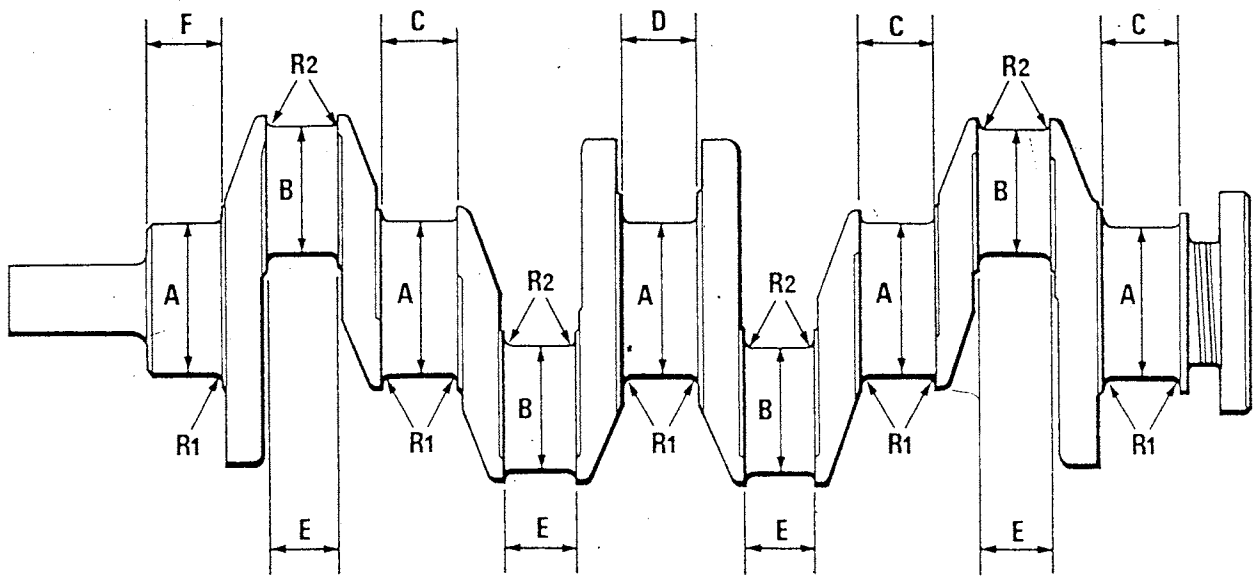 F C D C C
R2 R2
B B
A A A A A
R2 R2
B B
R1 R1 R1 R1 R1
E E E E